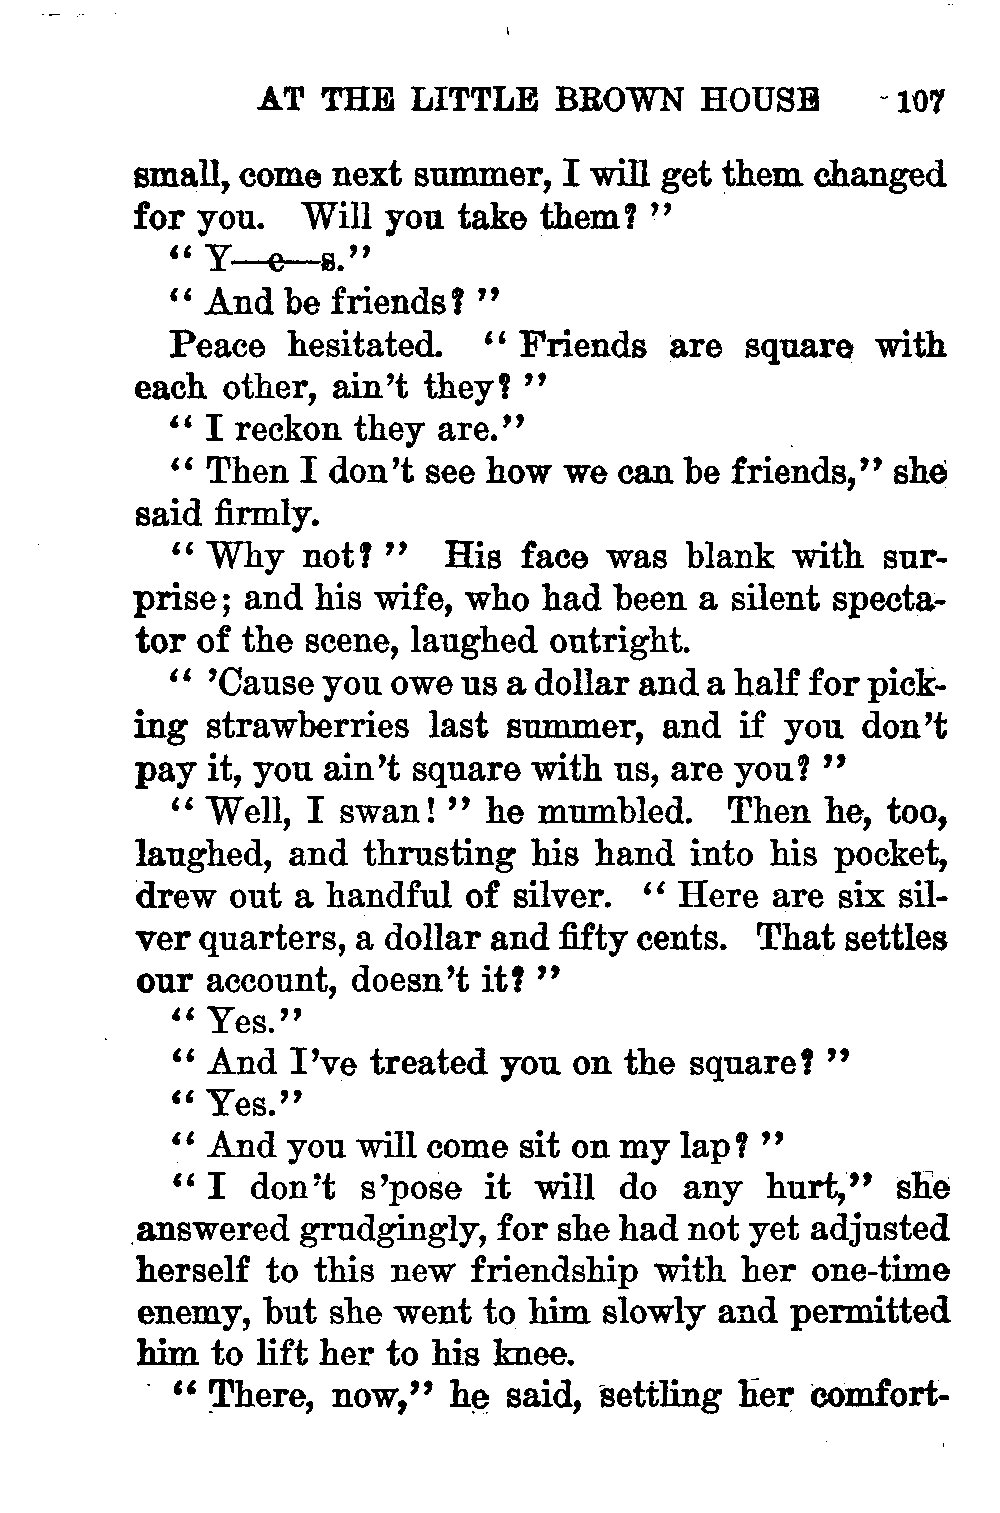 AT THE LITTLE BROWN HOUSE 107
small, come next summer, I will get them changed
for you. Will you take them? "
" Y—e—s."
" And be friends? "
Peace hesitated. " Friends are square with
each other, ain't they? "
" I reckon they are."
" Then I don't see how we can be friends," she
said firmly.
" Why not? " His face was blank with sur-
prise; and his wife, who had been a silent specta-
tor of the scene, laughed outright.
" 'Cause you owe us a dollar and a half for pick-
ing strawberries last summer, and if you don't
pay it, you ain't square with us, are you? "
" Well, I swan! " he mumbled. Then he, too,
laughed, and thrusting his hand into his pocket,
drew out a handful of silver. " Here are six sil-
ver quarters, a dollar and fifty cents. That settles
our account, doesn't it? "
" Yes."
" And I've treated you on the square? "
" Yes."
" And you will come sit on my lap? "
" I don't s'pose it will do any hurt," she
answered grudgingly, for she had not yet adjusted
herself to this new friendship with her one-time
enemy, but she went to him slowly and permitted
him to lift her to his knee.
" There, now," he said, settling her comfort-